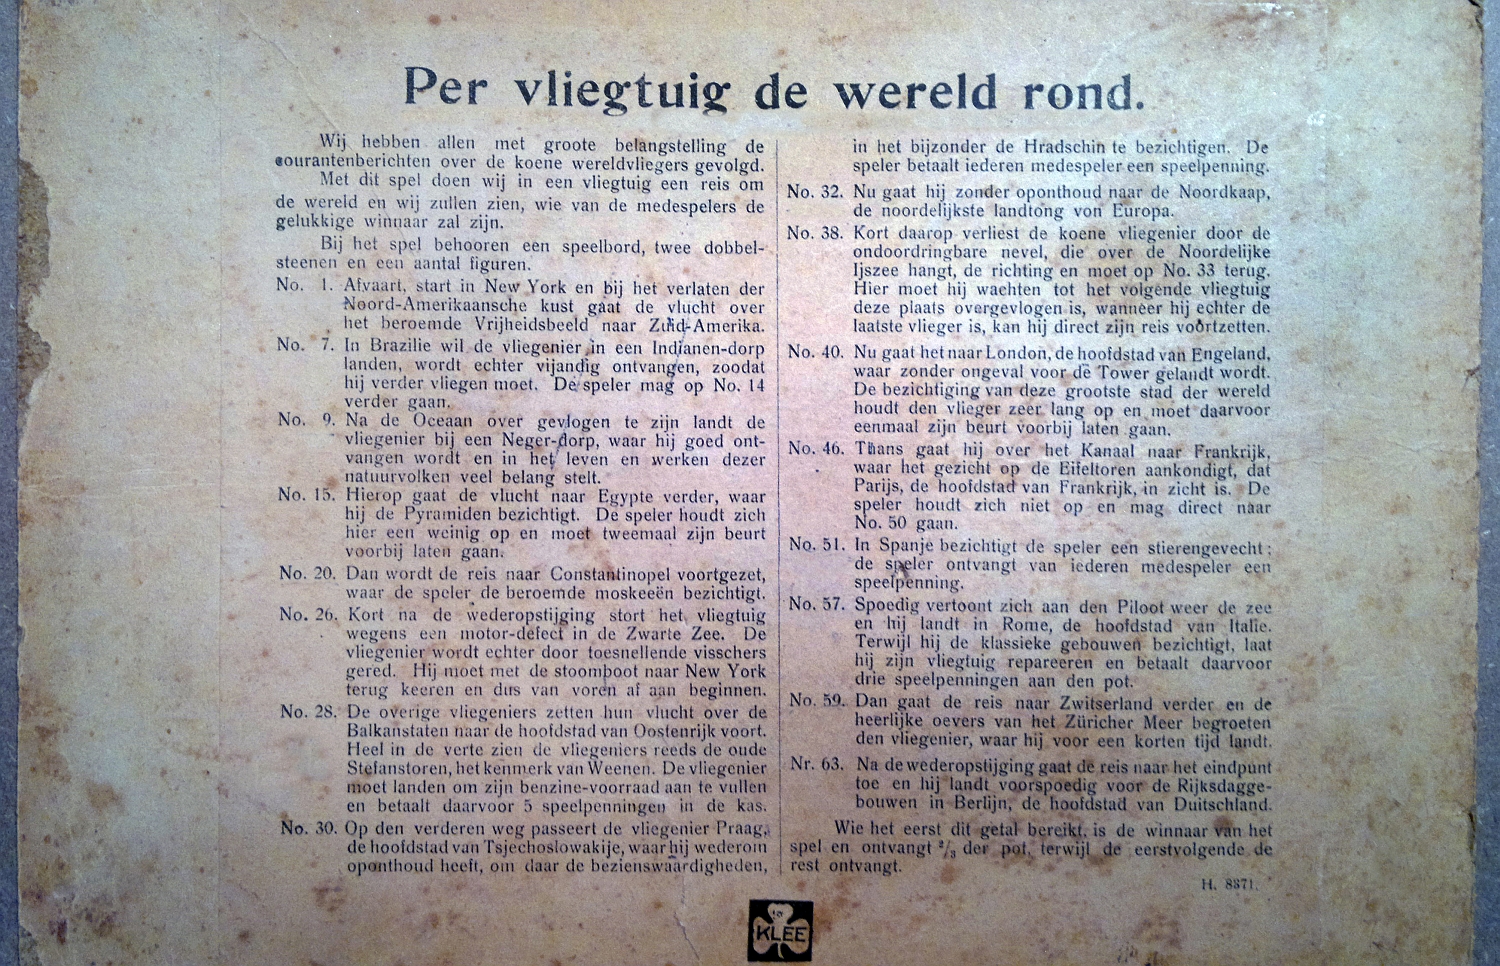 Per vliegtuig de wereld rond.
Wij hebben allen met groote belangstelling de
courantenberichten over de koene wereldvliegers gevolgd.
Met dit spel doen wij in een vliegtuig een reis om
de wereld en wij zullen zien, wie van de medespelers de
gelukkige winnaar zal zijn.
Bij het spel behooren een speelbord, twee dobbel-
steenen en een aantal figuren.
No. 1. Afvaart, start in New York en bij het verlaten der
Noord-Amerikaansche kust gaat de vlucht over
het beroemde Vrijheidsbeeld naar Zuid-Amerika.
No. 7. In Brazilie wil de vliegenier in een Indianen-dorp
landen, wordt echter vijandig ontvangen, zoodat
hij verder vliegen moet. De speler mag op No. 14
verder gaan.
No. 9. Na de Oceaan over gevlogen te zijn landt de
vliegenier bij een Neger-dorp, waar hij goed ont-
vangen wordt en in het leven en werken dezer
natuurvolken veel belang stelt.
No. 15. Hierop gaat de vlucht naar Egypte verder, waar
hij de Pyramiden bezichtigt. De speler houdt zich
hier een weinig op en moet tweemaal zijn beurt
voorbij laten gaan.
No. 20. Dan wordt de reis naar Constantinopel voortgezet,
waar de speler de beroemde moskeeën bezichtigt.
No. 26. Kort na de wederopstijging stort het vliegtuig
wegens een motor-defect in de Zwarte Zee. De
vliegenier wordt echter door toesnellende visschers
gered. Hij moet met de stoomboot naar New York
terug keeren en dus van voren af aan beginnen.
No. 28. De overige vliegeniers zetten hun vlucht over de
Balkanstaten naar de hoofdstad van Oostenrijk voort.
Heel in de verte zien de vliegeniers reeds de oude
Stefanstoren, het kenmerk van Weenen. De vliegenier
moet landen om zijn benzine-voorraad aan te vullen
en betaalt daarvoor 5 speelpenningen in de kas.
No. 30. Op den verderen weg passeert de vliegenier Praag,
de hoofdstad van Tsjechoslowakije, waar hij wederom
oponthoud heeft, om daar de bezienswaardigheden,
in het bijzonder de Hradschin te bezichtigen. De
speler betaalt iederen medespeler een speelpenning.
No. 32. Nu gaat hij zonder oponthoud naar de Noordkaap,
de noordelijkste landtong von Europa.
No. 38. Kort daarop verliest de koene vliegenier door de
ondoordringbare nevel, die over de Noordelijke
Ijszee hangt, de richting en moet op No. 33 terug.
Hier moet hij wachten tot het volgende vliegtuig
deze plaats overgevlogen is, wanneer hij echter de
laatste vlieger is, kan hij direct zijn reis voortzetten.
No. 40. Nu gaat het naar London, de hoofdstad van Engeland,
waar zonder ongeval voor de Tower gelandt wordt.
De bezichtiging van deze grootste stad der wereld
houdt den vlieger zeer lang op en moet daarvoor
eenmaal zijn beurt voorbij laten gaan.
No. 46. Thans gaat hij over het Kanaal naar Frankrijk,
waar het gezicht op de Eifeltoren aankondigt, dat
Parijs, de hoofdstad van Frankrijk, in zicht is. De
speler houdt zich niet op en mag direct naar
No. 50 gaan.
No. 51. In Spanje bezichtigt de speler een stierengevecht;
de speler ontvangt van iederen medespeler een
speelpenning.
No. 57. Spoedig vertoont zich aan den Piloot weer de zee
en hij landt in Rome, de hoofdstad van Italie.
Terwijl hij de klassieke gebouwen bezichtigt, laat
hij zijn vliegtuig repareeren en betaalt daarvoor
drie speelpenningen aan den pot.
No. 59. Dan gaat de reis naar Zwitserland verder en de
heerlijke oevers van het Züricher Meer begroeten
den vliegenier, waar hij voor een korten tijd landt.
Nr. 63. Na de wederopstijging gaat de reis naar het eindpunt
toe en hij landt voorspoedig voor de Rijksdagge-
bouwen in Berlijn, de hoofdstad van Duitschland.
Wie het eerst dit getal bereikt, is de winnaar van het
spel en ontvangt ²/₃ der pot, terwijl de eerstvolgende de
rest ontvangt.
H. 8371.
KLEE